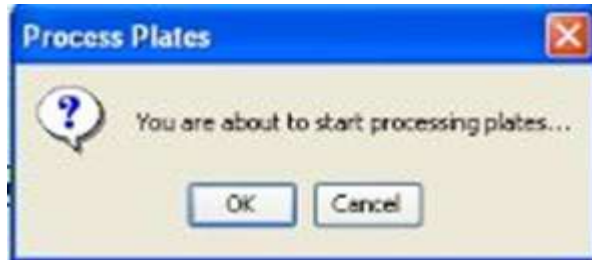 Process Plates
You are about to start processing plates...
OK
Cancel